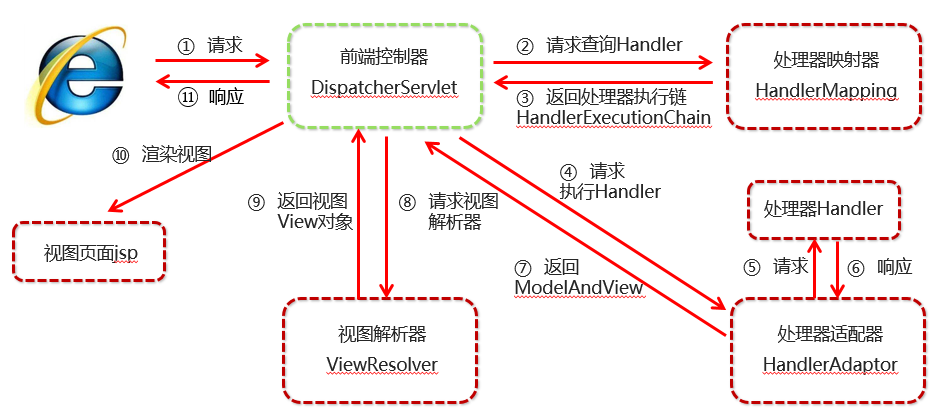 ① 请求
⑪ 响应
前端控制器
DispatcherServlet
② 请求查询Handler
③ 返回处理器执行链
HandlerExecutionChain
处理器映射器
HandlerMapping
⑩ 渲染视图
视图页面jsp
⑨ 返回视图
View对象
⑧ 请求视图
解析器
④ 请求
执行Handler
⑦ 返回
ModelAndView
处理器Handler
⑤ 请求
⑥ 响应
视图解析器
ViewResolver
处理器适配器
HandlerAdaptor